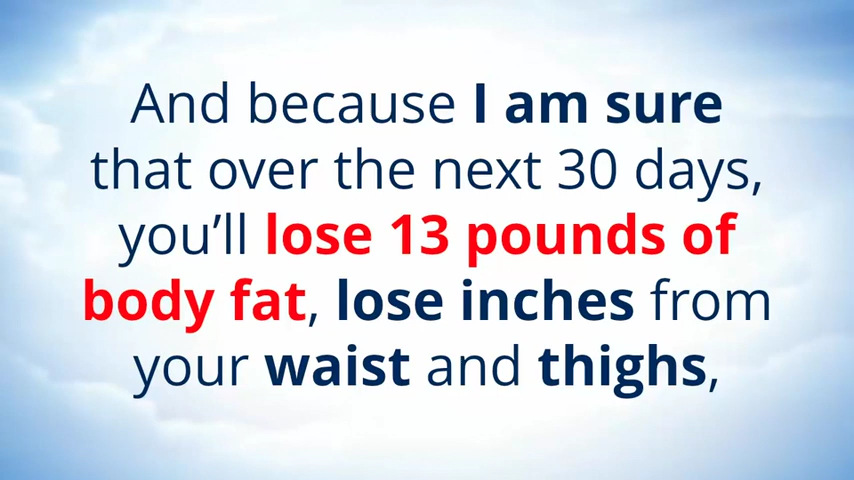 And because I am sure
that over the next 30 days,
you’ll lose 13 pounds of
body fat, lose inches from
your waist and thighs,